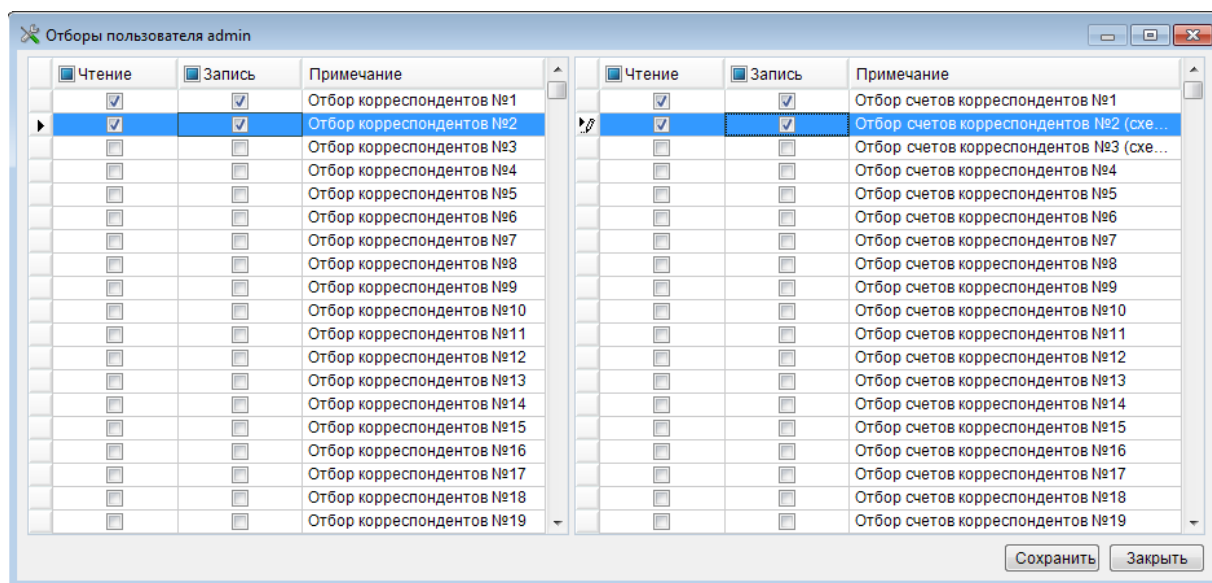 Отборы пользователя admin
Чтение Запись Примечание
Отбор корреспондентов №1
Отбор корреспондентов №2
Отбор корреспондентов №3
Отбор корреспондентов №4
Отбор корреспондентов №5
Отбор корреспондентов №6
Отбор корреспондентов №7
Отбор корреспондентов №8
Отбор корреспондентов №9
Отбор корреспондентов №10
Отбор корреспондентов №11
Отбор корреспондентов №12
Отбор корреспондентов №13
Отбор корреспондентов №14
Отбор корреспондентов №15
Отбор корреспондентов №16
Отбор корреспондентов №17
Отбор корреспондентов №18
Отбор корреспондентов №19
Чтение Запись Примечание
Отбор счетов корреспондентов №1
Отбор счетов корреспондентов №2 (схе...
Отбор счетов корреспондентов №3 (схе...
Отбор счетов корреспондентов №4
Отбор счетов корреспондентов №5
Отбор счетов корреспондентов №6
Отбор счетов корреспондентов №7
Отбор счетов корреспондентов №8
Отбор счетов корреспондентов №9
Отбор счетов корреспондентов №10
Отбор счетов корреспондентов №11
Отбор счетов корреспондентов №12
Отбор счетов корреспондентов №13
Отбор счетов корреспондентов №14
Отбор счетов корреспондентов №15
Отбор счетов корреспондентов №16
Отбор счетов корреспондентов №17
Отбор счетов корреспондентов №18
Отбор счетов корреспондентов №19
Сохранить Закрыть